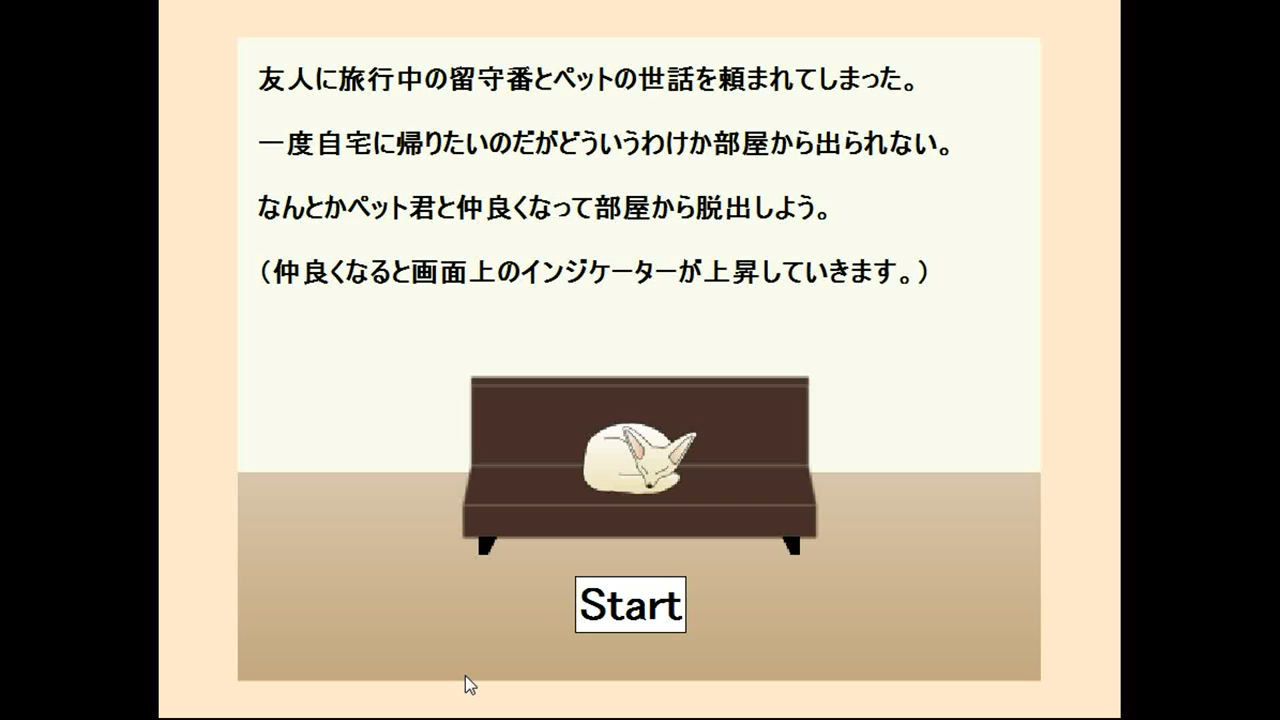 友人に旅行中の留守番とペットの世話を頼まれてしまった。
一度自宅に帰りたいのだがどういうわけか部屋から出られない。
なんとかペット君と仲良くなって部屋から脱出しよう。
（仲良くなると画面上のインジケーターが上昇していきます。）
Start